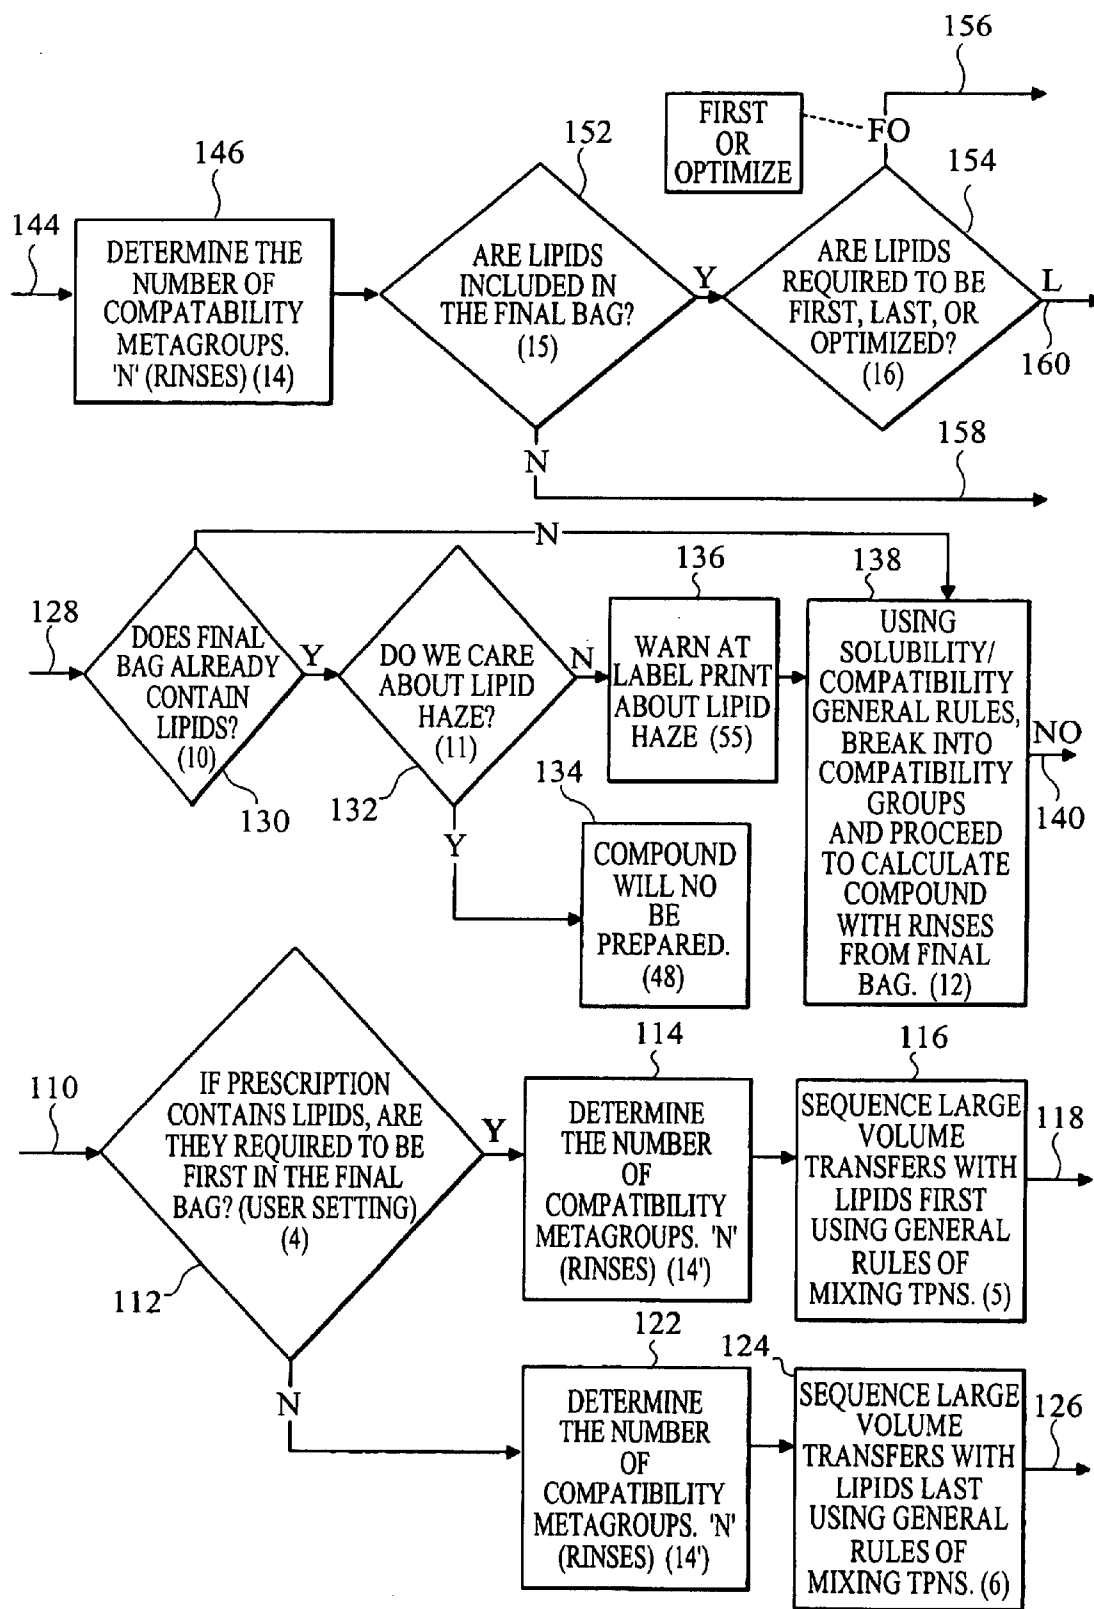 156
FIRST
OR
OPTIMIZE
FO
152
146
154
144
DETERMINE THE
NUMBER OF
COMPATABILITY
METAGROUPS.
'N' (RINSES) (14)
ARE LIPIDS
INCLUDED IN
THE FINAL BAG?
(15)
Y
ARE LIPIDS
REQUIRED TO BE
FIRST, LAST, OR
OPTIMIZED?
(16)
L
160
N
158
N
128
DOES FINAL
BAG ALREADY
CONTAIN
LIPIDS?
(10)
130
Y
DO WE CARE
ABOUT LIPID
HAZE?
(11)
132
N
136
WARN AT
LABEL PRINT
ABOUT LIPID
HAZE (55)
138
USING
SOLUBILITY/
COMPATIBILITY
GENERAL RULES,
BREAK INTO
COMPATIBILITY
GROUPS
AND PROCEED
TO CALCULATE
COMPOUND
WITH RINSES
FROM FINAL
BAG. (12)
NO
140
Y
134
COMPOUND
WILL NO
BE
PREPARED.
(48)
110
IF PRESCRIPTION
CONTAINS LIPIDS, ARE
THEY REQUIRED TO BE
FIRST IN THE FINAL
BAG? (USER SETTING)
(4)
112
Y
114
DETERMINE
THE NUMBER
OF
COMPATIBILITY
METAGROUPS. 'N'
(RINSES) (14')
116
SEQUENCE LARGE
VOLUME
TRANSFERS WITH
LIPIDS FIRST
USING GENERAL
RULES OF
MIXING TPNS. (5)
118
N
122
DETERMINE
THE NUMBER
OF
COMPATIBILITY
METAGROUPS. 'N'
(RINSES) (14')
124
SEQUENCE LARGE
VOLUME
TRANSFERS WITH
LIPIDS LAST
USING GENERAL
RULES OF
MIXING TPNS. (6)
126